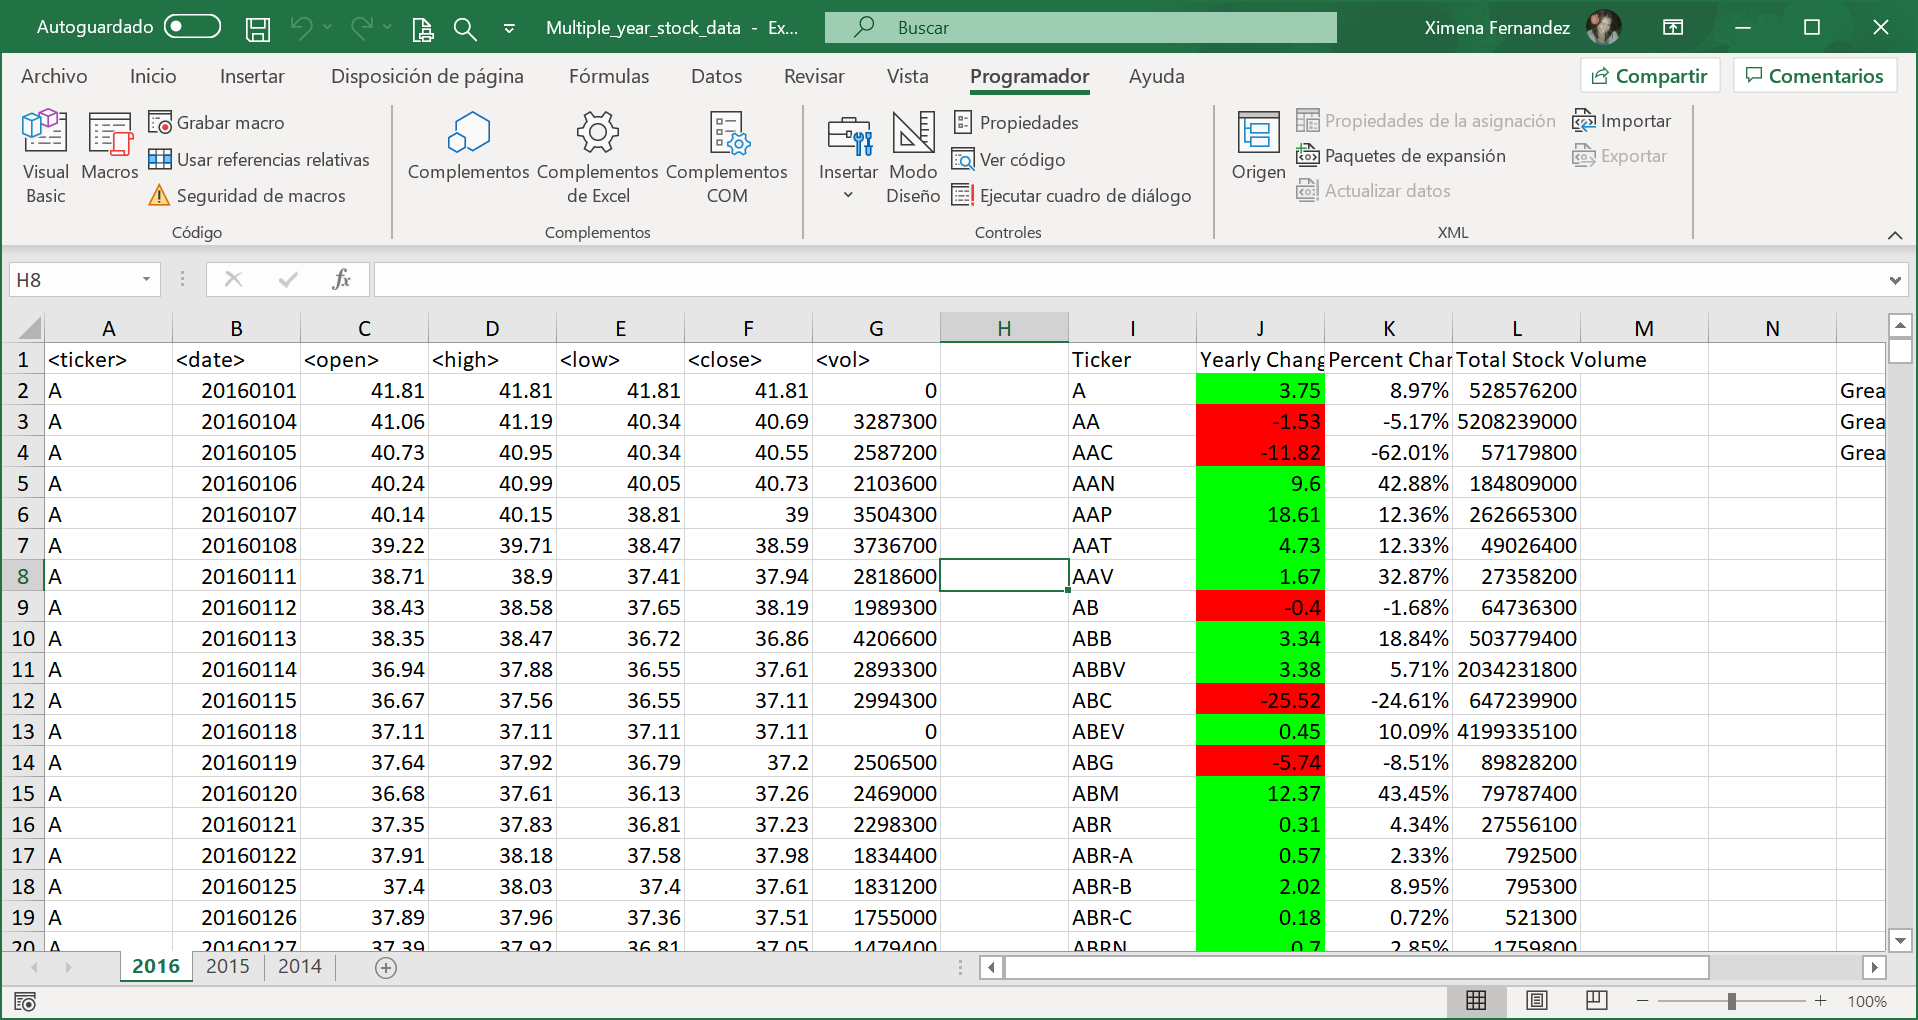 Autoguardado Multiple_year_stock_data - Ex... Buscar Ximena Fernandez
Archivo Inicio Insertar Disposición de página Fórmulas Datos Revisar Vista Programador Ayuda Compartir Comentarios
Visual Basic
Macros
Grabar macro
Usar referencias relativas
Seguridad de macros
Código
Complementos
Complementos de Excel
Complementos COM
Complementos
Insertar
Modo Diseño
Propiedades
Ver código
Ejecutar cuadro de diálogo
Controles
Origen
Propiedades de la asignación
Paquetes de expansión
Actualizar datos
Importar
Exportar
XML
H8 fx
A B C D E F G H I J K L M N
1 <ticker> <date> <open> <high> <low> <close> <vol> Ticker Yearly Chang Percent Char Total Stock Volume
2 A 20160101 41.81 41.81 41.81 41.81 0 A 3.75 8.97% 528576200 Grea
3 A 20160104 41.06 41.19 40.34 40.69 3287300 AA -1.53 -5.17% 5208239000 Grea
4 A 20160105 40.73 40.95 40.34 40.55 2587200 AAC -11.82 -62.01% 57179800 Grea
5 A 20160106 40.24 40.99 40.05 40.73 2103600 AAN 9.6 42.88% 184809000
6 A 20160107 40.14 40.15 38.81 39 3504300 AAP 18.61 12.36% 262665300
7 A 20160108 39.22 39.71 38.47 38.59 3736700 AAT 4.73 12.33% 49026400
8 A 20160111 38.71 38.9 37.41 37.94 2818600 AAV 1.67 32.87% 27358200
9 A 20160112 38.43 38.58 37.65 38.19 1989300 AB -0.4 -1.68% 64736300
10 A 20160113 38.35 38.47 36.72 36.86 4206600 ABB 3.34 18.84% 503779400
11 A 20160114 36.94 37.88 36.55 37.61 2893300 ABBV 3.38 5.71% 2034231800
12 A 20160115 36.67 37.56 36.55 37.11 2994300 ABC -25.52 -24.61% 647239900
13 A 20160118 37.11 37.11 37.11 37.11 0 ABEV 0.45 10.09% 4199335100
14 A 20160119 37.64 37.92 36.79 37.2 2506500 ABG -5.74 -8.51% 89828200
15 A 20160120 36.68 37.61 36.13 37.26 2469000 ABM 12.37 43.45% 79787400
16 A 20160121 37.35 37.83 36.81 37.23 2298300 ABR 0.31 4.34% 27556100
17 A 20160122 37.91 38.18 37.58 37.98 1834400 ABR-A 0.57 2.33% 792500
18 A 20160125 37.4 38.03 37.4 37.61 1831200 ABR-B 2.02 8.95% 795300
19 A 20160126 37.89 37.96 37.36 37.51 1755000 ABR-C 0.18 0.72% 521300
20 A 20160127 37.39 37.92 36.81 37.05 1479400 ABRN 0.7 2.85% 1759800
2016 2015 2014
100%